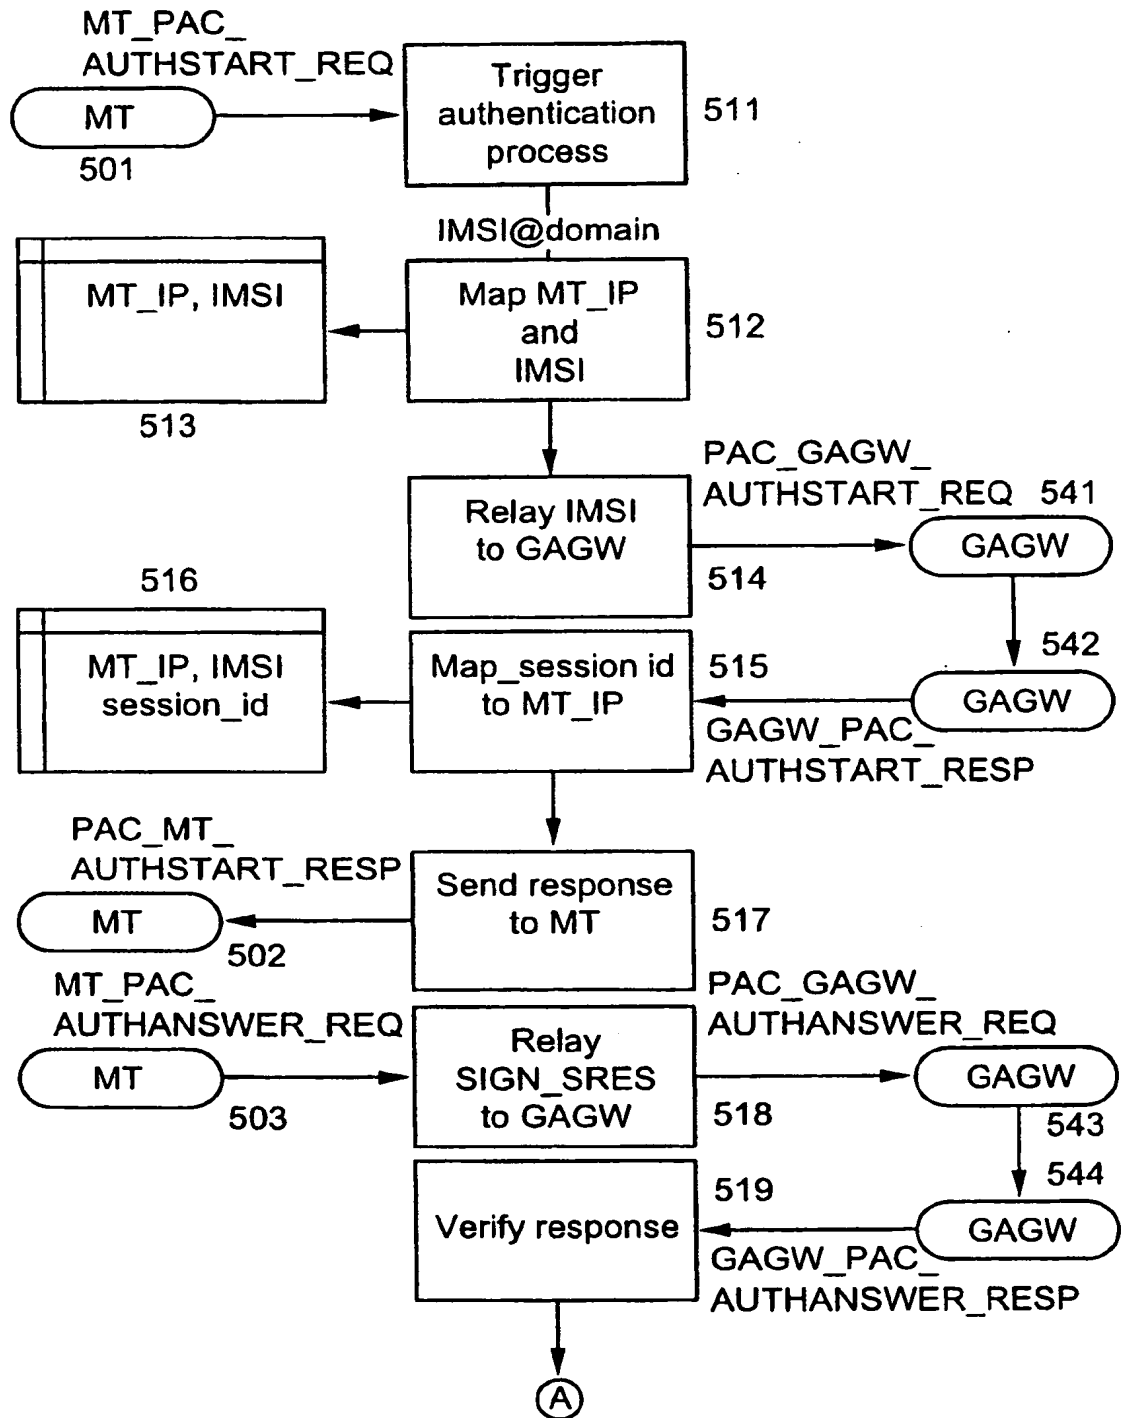 MT_PAC_
AUTHSTART_REQ
MT
501
Trigger
authentication
process
511
IMSI@domain
MT_IP, IMSI
513
Map MT_IP
and
IMSI
512
Relay IMSI
to GAGW
PAC_GAGW_
AUTHSTART_REQ 541
GAGW
514
516
MT_IP, IMSI
session_id
Map_session id
to MT_IP
515
542
GAGW
GAGW_PAC_
AUTHSTART_RESP
PAC_MT_
AUTHSTART_RESP
MT
502
Send response
to MT
517
MT_PAC_
AUTHANSWER_REQ
MT
503
Relay
SIGN_SRES
to GAGW
PAC_GAGW_
AUTHANSWER_REQ
GAGW
518
543
Verify response
519
544
GAGW
GAGW_PAC_
AUTHANSWER_RESP
A